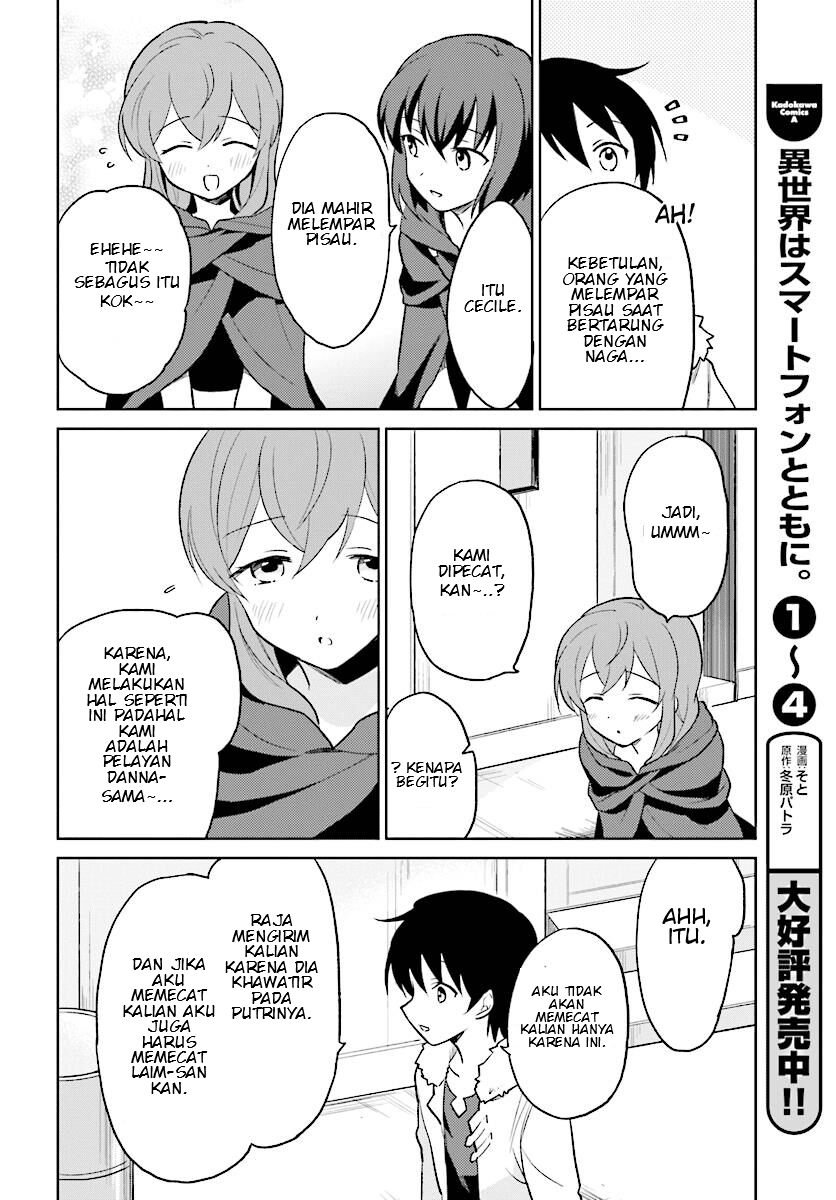 AH!
KEBETULAN,
ORANG YANG
MELEMPAR
PISAU SAAT
BERTARUNG
DENGAN
NAGA...
ITU
CECILE.
DIA MAHIR
MELEMPAR
PISAU.
EHEHE~~
TIDAK
SEBAGUS ITU
KOK~~
JADI,
UMMM~
KAMI
DIPECAT,
KAN~..?
? KENAPA
BEGITU?
KARENA,
KAMI
MELAKUKAN
HAL SEPERTI
INI PADAHAL
KAMI
ADALAH
PELAYAN
DANNA-
SAMA~...
AHH,
ITU.
AKU TIDAK
AKAN
MEMECAT
KALIAN HANYA
KARENA INI.
RAJA
MENGIRIM
KALIAN
KARENA DIA
KHAWATIR
PADA
PUTRINYA.
DAN JIKA
AKU
MEMECAT
KALIAN AKU
JUGA
HARUS
MEMECAT
LAIM-SAN
KAN.
Kadokawa
Comics
A
異世界はスマートフォンとともに。
1~4
漫画:そと
原作:冬原パトラ
大好評発売中!!